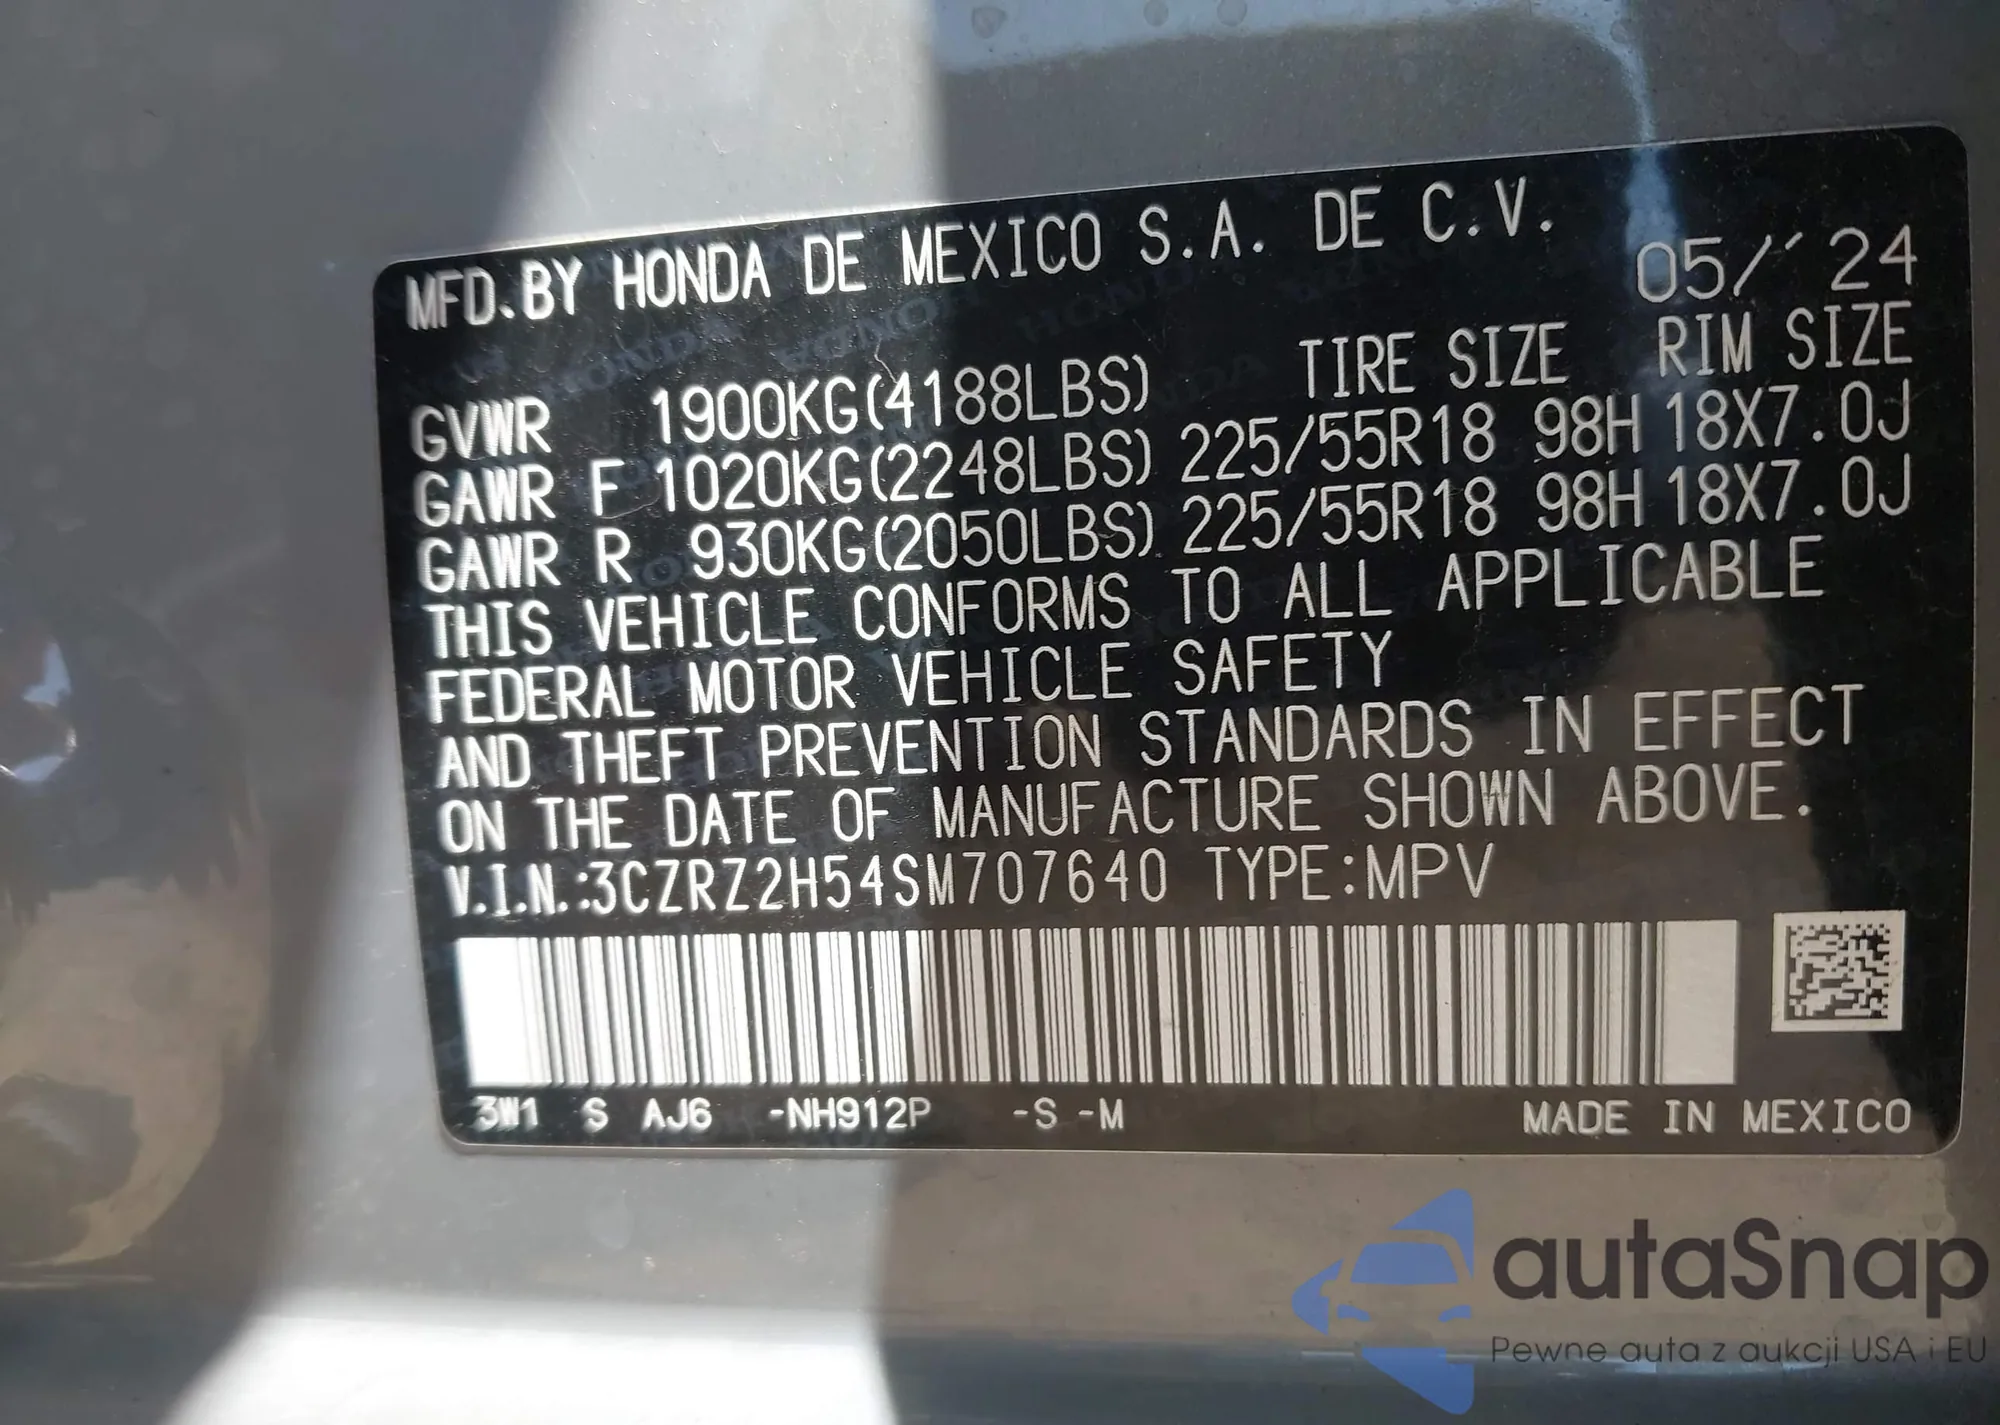 MFD.BY HONDA DE MEXICO S.A. DE C.V.
05/'24
TIRE SIZE RIM SIZE
GVWR 1900KG(4188LBS)
GAWR F 1020KG(2248LBS) 225/55R18 98H 18X7.0J
GAWR R 930KG(2050LBS) 225/55R18 98H 18X7.0J
THIS VEHICLE CONFORMS TO ALL APPLICABLE
FEDERAL MOTOR VEHICLE SAFETY
AND THEFT PREVENTION STANDARDS IN EFFECT
ON THE DATE OF MANUFACTURE SHOWN ABOVE.
V.I.N.:3CZRZ2H54SM707640 TYPE:MPV
3W1 S AJ6 -NH912P -S -M MADE IN MEXICO
autaSnap
Pewne auta z aukcji USA i EU